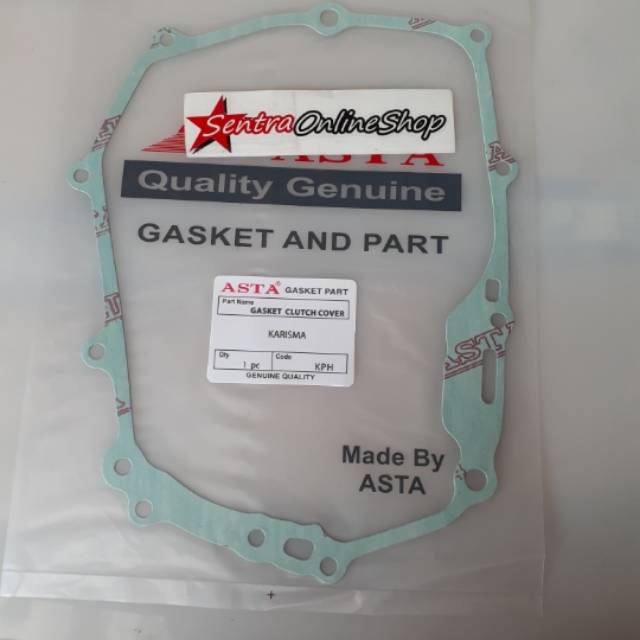 SentraOnlineShop
ASTA
Quality Genuine
GASKET AND PART
ASTA GASKET PART
Part Name
GASKET CLUTCH COVER
KARISMA
Qty Code
1 pc KPH
GENUINE QUALITY
ASTA
Made By
ASTA